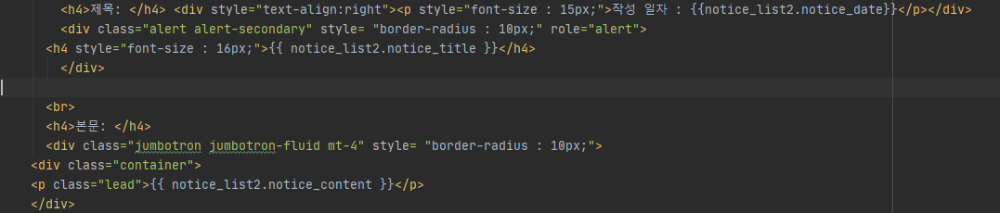 <h4>제목: </h4> <div style="text-align:right"><p style="font-size : 15px;">작성 일자 : {{notice_list2.notice_date}}</p></div>
<div class="alert alert-secondary" style= "border-radius : 10px;" role="alert">
<h4 style="font-size : 16px;">{{ notice_list2.notice_title }}</h4>
</div>
<br>
<h4>본문: </h4>
<div class="jumbotron jumbotron-fluid mt-4" style= "border-radius : 10px;">
<div class="container">
<p class="lead">{{ notice_list2.notice_content }}</p>
</div>